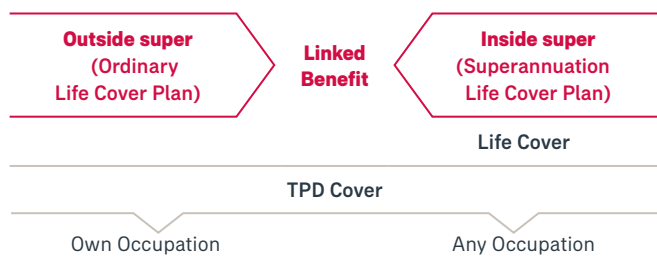 Outside super
(Ordinary
Life Cover Plan)
Linked
Benefit
Inside super
(Superannuation
Life Cover Plan)
Life Cover
TPD Cover
Own Occupation
Any Occupation